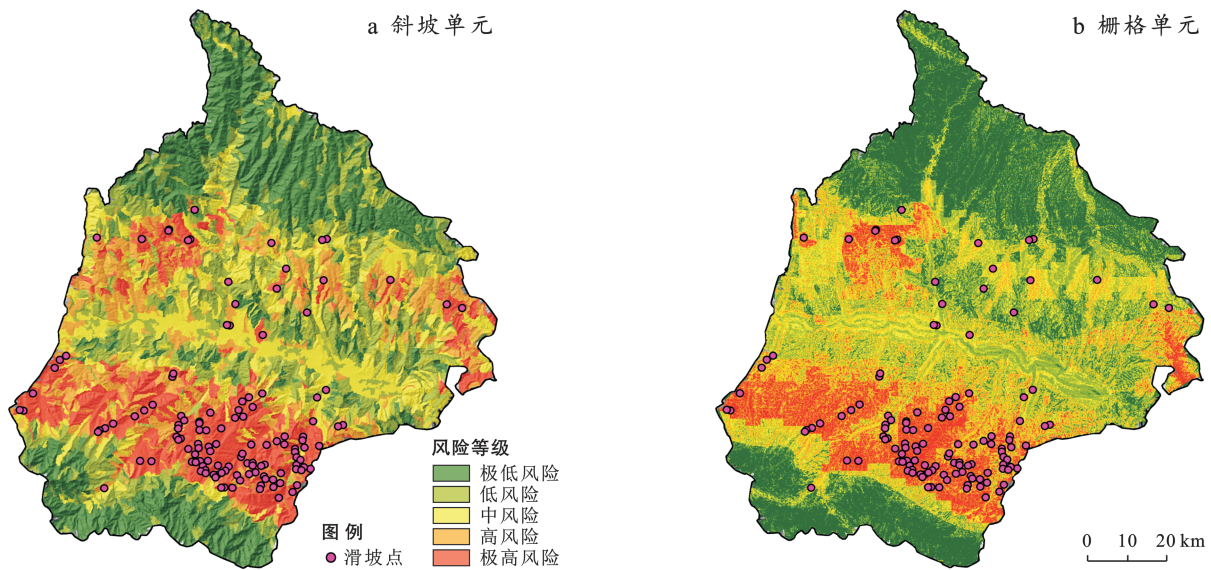 a 斜坡单元
b 栅格单元
风险等级
极低风险
低风险
中风险
高风险
极高风险
图例
滑坡点
0 10 20 km